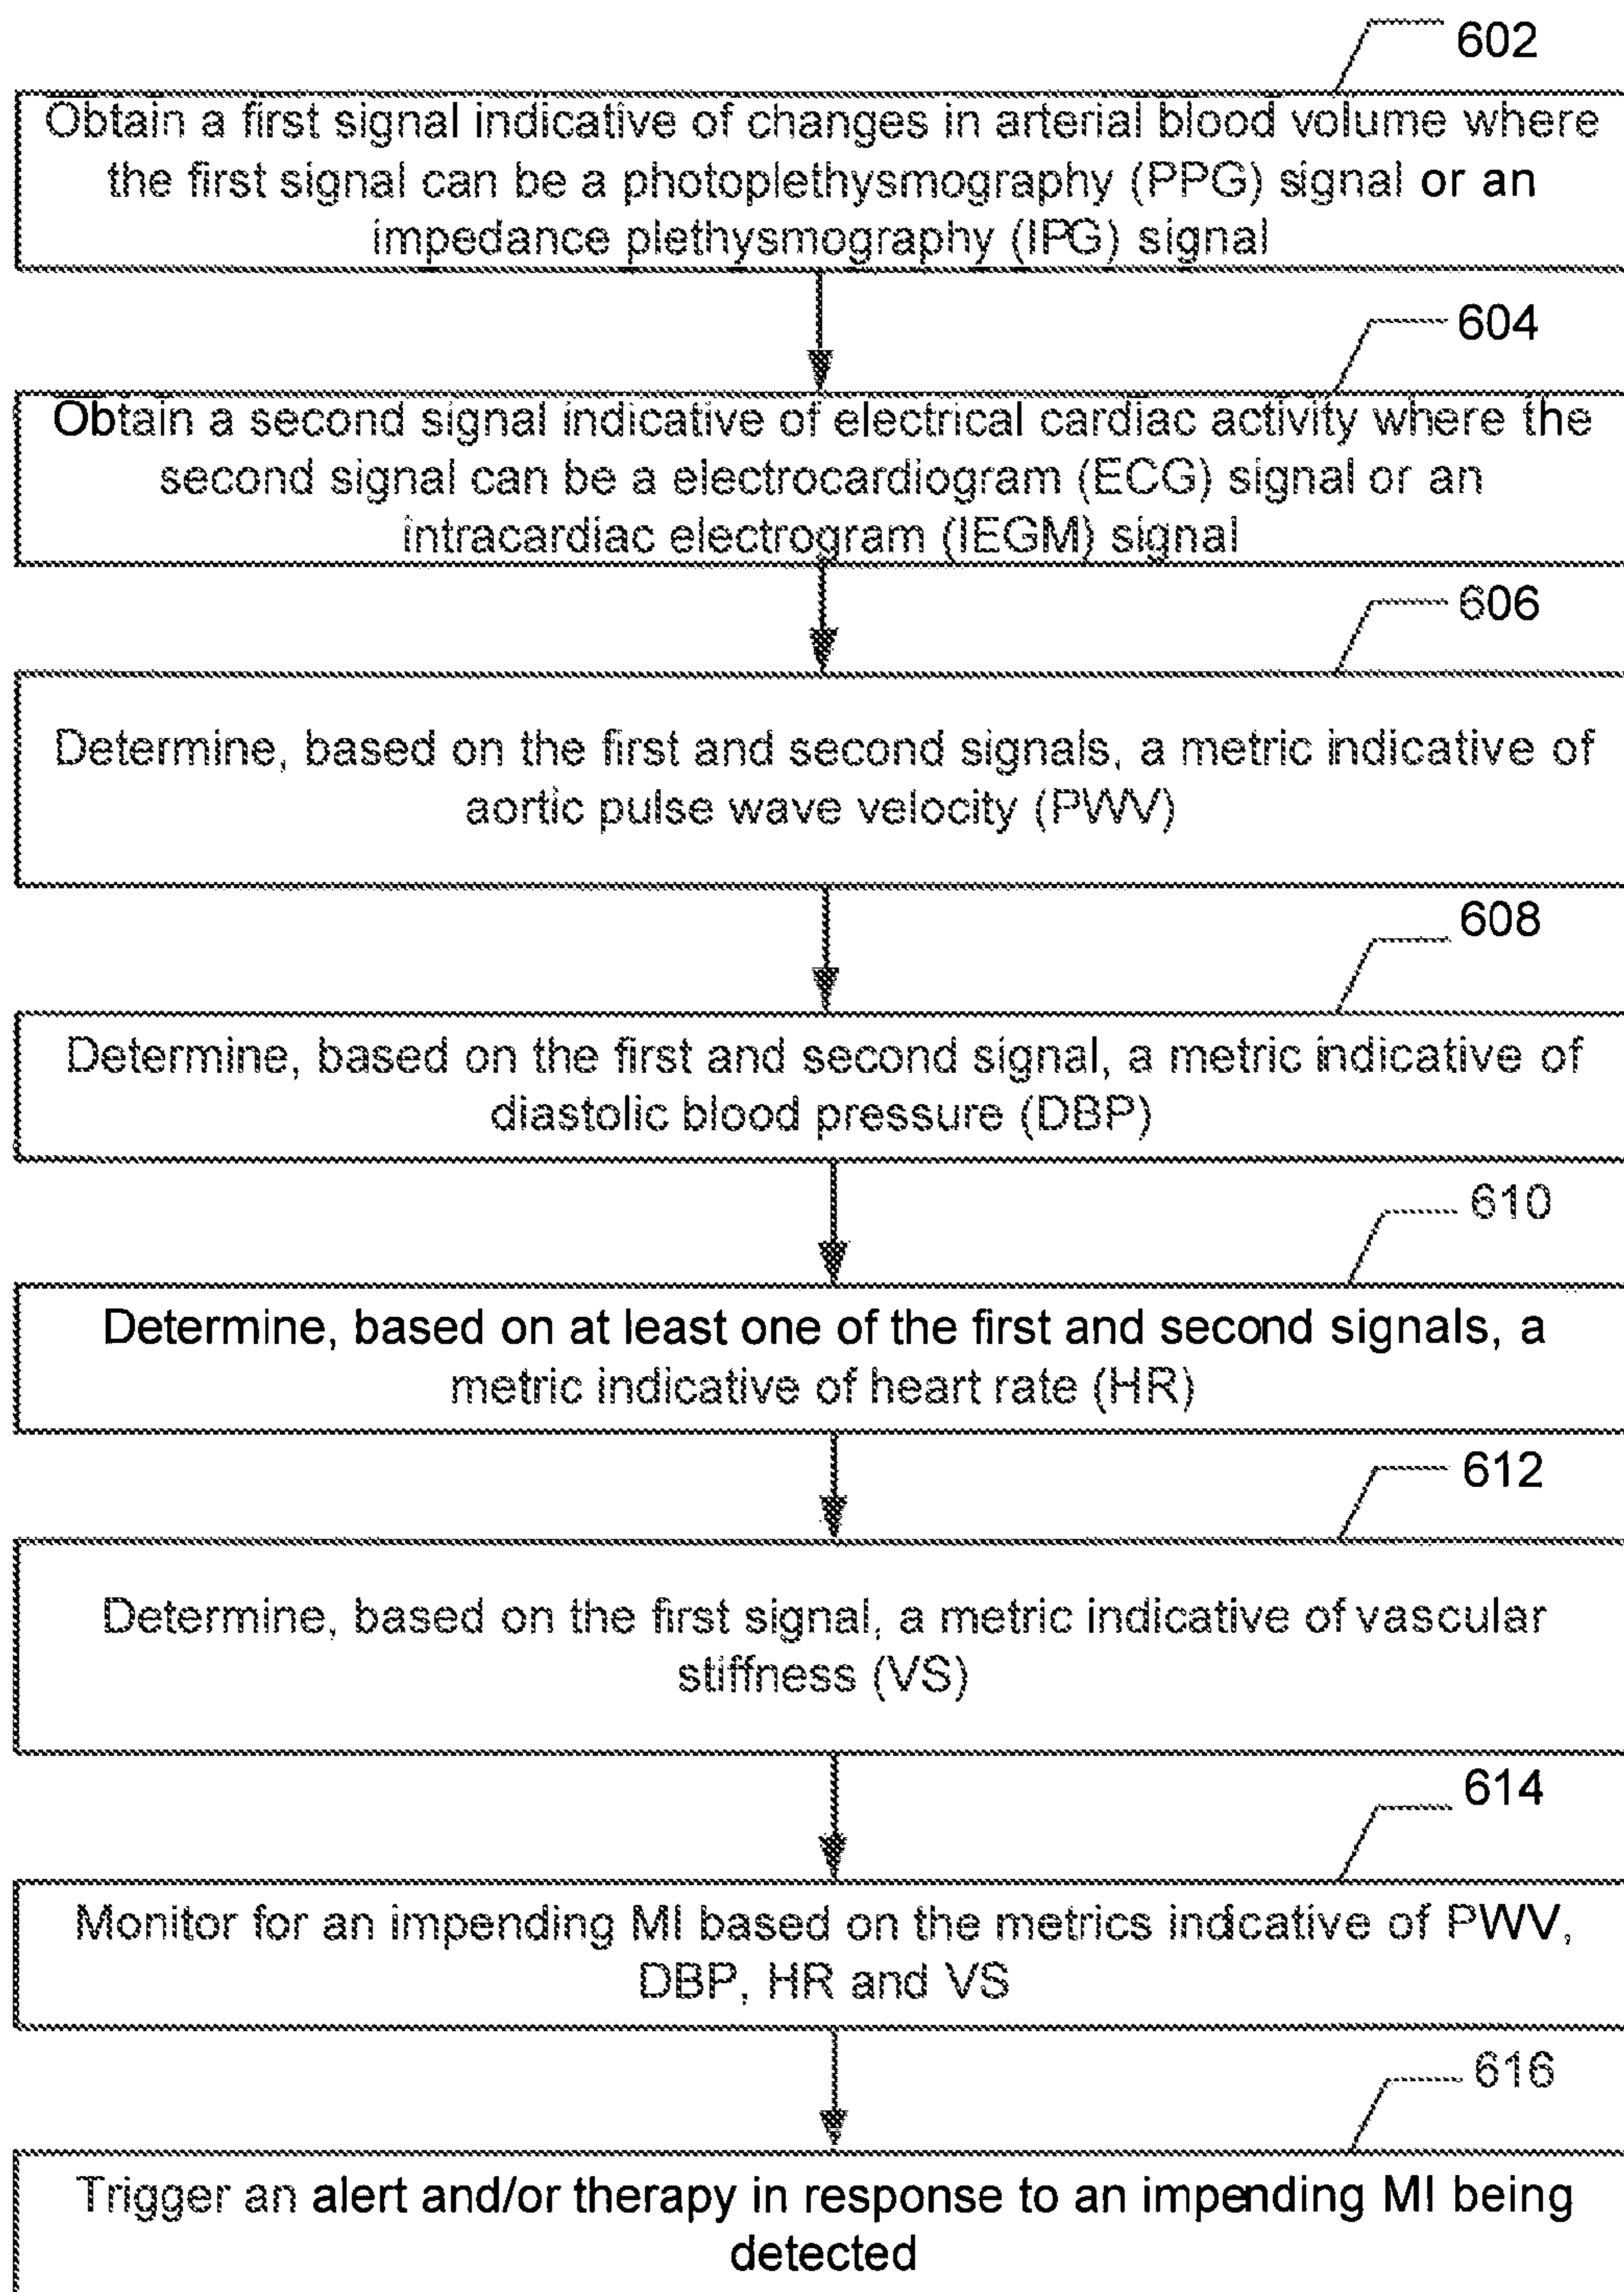 602
Obtain a first signal indicative of changes in arterial blood volume where
the first signal can be a photoplethysmography (PPG) signal or an
impedance plethysmography (IPG) signal
604
Obtain a second signal indicative of electrical cardiac activity where the
second signal can be a electrocardiogram (ECG) signal or an
intracardiac electrogram (IEGM) signal
606
Determine, based on the first and second signals, a metric indicative of
aortic pulse wave velocity (PWV)
608
Determine, based on the first and second signal, a metric indicative of
diastolic blood pressure (DBP)
610
Determine, based on at least one of the first and second signals, a
metric indicative of heart rate (HR)
612
Determine, based on the first signal, a metric indicative of vascular
stiffness (VS)
614
Monitor for an impending MI based on the metrics indicative of PWV,
DBP, HR and VS
616
Trigger an alert and/or therapy in response to an impending MI being
detected